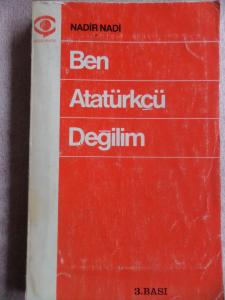 NADİR NADİ
Ben
Atatürkçü
Değilim
3.BASI